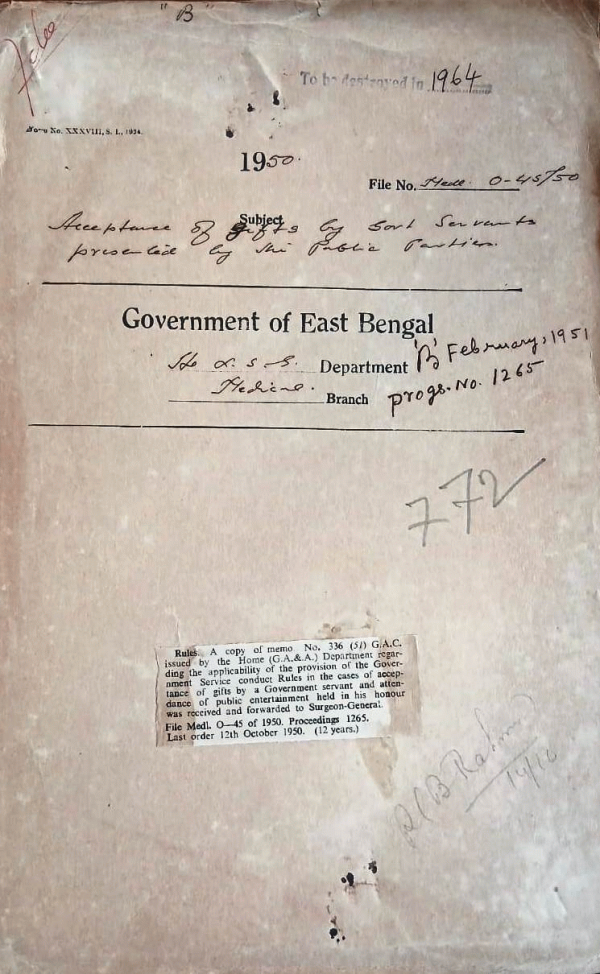 "B"
To be destroyed in 1964
Form No. XXXVIII, S. L., 1934.
1950.
File No. Medl. O-45/50
Subject
Acceptance of gifts by Govt Servants
presented by the Public Parties.
Government of East Bengal
H. & L. S. G. Department 'B' February, 1951
Medical. Branch progs. No. 1265
772
Rules. A copy of memo No. 336 (51) G.A.C.
issued by the Home (G.A.&.A.) Department regar-
ding the applicability of the provision of the Gover-
nment Service conduct Rules in the cases of accep-
tance of gifts by a Government servant and atten-
dance of public entertainment held in his honour
was received and forwarded to Surgeon-General.
File Medl. O—45 of 1950. Proceedings 1265.
Last order 12th October 1950. (12 years.)
Rahman
14/10